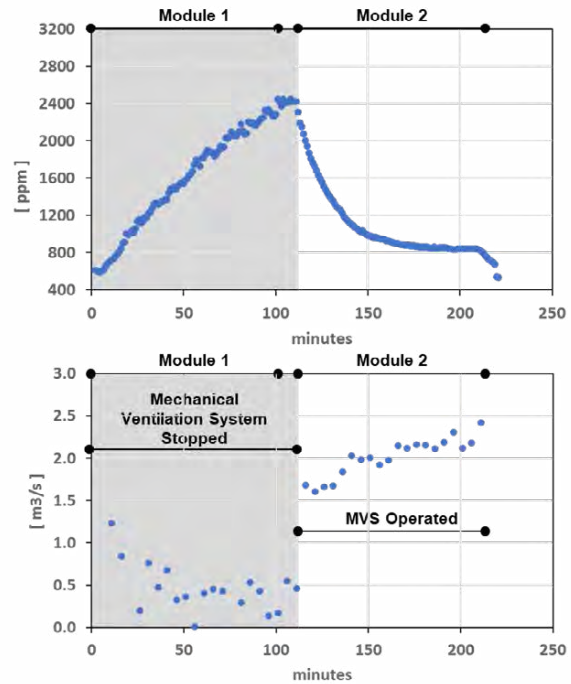 Module 1 Module 2
3200
2800
2400
2000
1600
1200
800
400
[ ppm ]
0 50 100 150 200 250
minutes
Module 1 Module 2
3.0
2.5
2.0
1.5
1.0
0.5
0.0
[ m3/s ]
Mechanical
Ventilation System
Stopped
MVS Operated
0 50 100 150 200 250
minutes